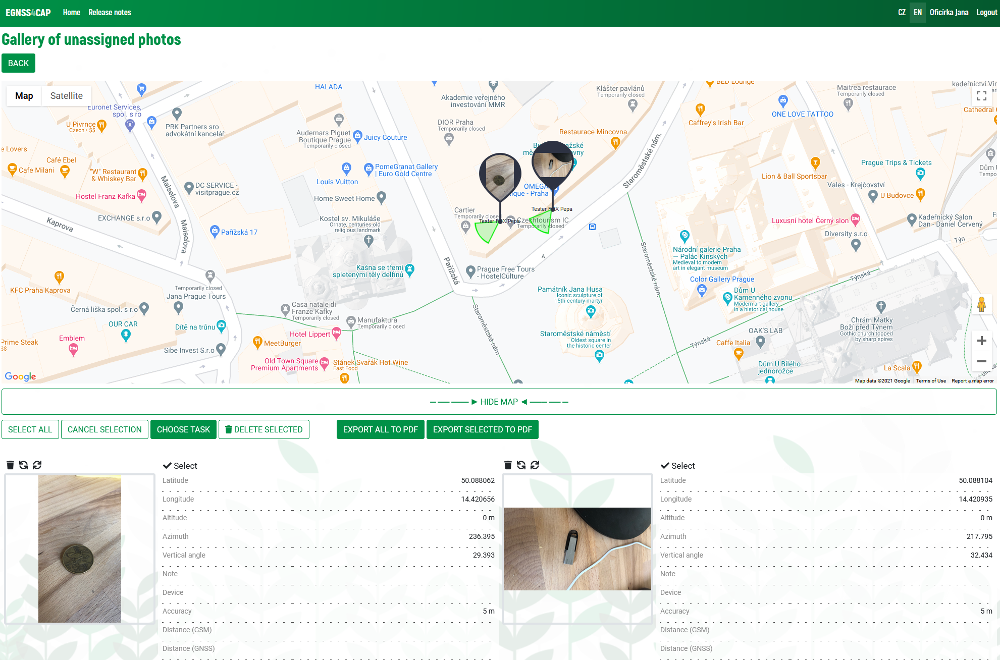 EGNSS4CAP Home Release notes CZ EN Oficírka Jana Logout
Gallery of unassigned photos
BACK
Map Satellite
HALADA
Akademie veřejného
investování MMR
Klášter pavlánů
Temporarily closed
BED Lounge
Maitrea restaurace
Temporarily closed
kadeřnictví
Euronet Services,
spol. s ro
U Pivrnce
Czech • $$
PRK Partners sro
advokátní kancelář
Audemars Piguet
Boutique Prague
Temporarily closed
Juicy Couture
DIOR Praha
Temporarily closed
Restaurace Mincovna
Caffrey's Irish Bar
ONE LOVE TATTOO
Cathedral
e Lovers
Café Ebel
Cafe Milani
"W" Restaurant
& Whiskey Bar
Hostel Franz Kafka
Maiselova
DC SERVICE -
visitprague.cz
Louis Vuitton
PomeGranat Gallery
| Euro Gold Centre
Home Sweet Home
OMEGA
ique - Praha
Staroměstské nám.
Lion & Ball Sportsbar
Prague Trips & Tickets
Dům
Tempo
Vales - Krejčovství
U Budovce
Kaprova
EXCHANGE s.r.o
Maiselova
Pařížská 17
Kostel sv. Mikuláše
Ornate, centuries-old
religious landmark
Cartier
Temporarily closed
Tester FOX Pepa
Tester FOX Pepa
Czechtourism IC
Temporarily closed
Luxusní hotel Černý slon
Diversity s.r.o
Kadeřnický Salon
Dan - Daniel Červený
Týn
Národní galerie Praha
— Palác Kinských
Medieval to modern
art in elegant museum
Color Gallery Prague
Kašna se třemi
spletenými těly delfínů
Pařížská
Prague Free Tours
- HostelCulture
A
Staroměstské nám.
Týnská
KFC Praha Kaprova
Temporarily closed
Jana Prague Tours
Černá liška spol. s r.o
OUR CAR
Dítě na trůnu
Casa natale di
Franze Kafky
Temporarily closed
Manufaktura
Temporarily closed
Hotel Lippert
Staroměstské nám.
Památník Jana Husa
Iconic sculpture of
15th-century martyr
Staroměstské náměstí
Oldest square in
the historic center
Dům U
Kamenného zvonu
Modern art gallery
in a historical house
Chrám Matky
Boží před Týnem
Gothic church topped
by sharp spires
OAK'S LAB
Týnská
Caffe Italia
Prime Steak
$$
Emblem
Sibe Invest S.r.o
MeetBurger
Old Town Square
Premium Apartments
Stánek Svařák Hot Wine
Fast Food
Dům U Bílého
jednorožce
La Scala
Google
Map data ©2021 Google Terms of Use Report a map error
HIDE MAP
SELECT ALL CANCEL SELECTION CHOOSE TASK DELETE SELECTED EXPORT ALL TO PDF EXPORT SELECTED TO PDF
Select
Latitude 50.088062
Longitude 14.420656
Altitude 0 m
Azimuth 236.395
Vertical angle 29.393
Note
Device
Accuracy 5 m
Distance (GSM)
Distance (GNSS)
Select
Latitude 50.088104
Longitude 14.420935
Altitude 0 m
Azimuth 217.795
Vertical angle 32.434
Note
Device
Accuracy 5 m
Distance (GSM)
Distance (GNSS)